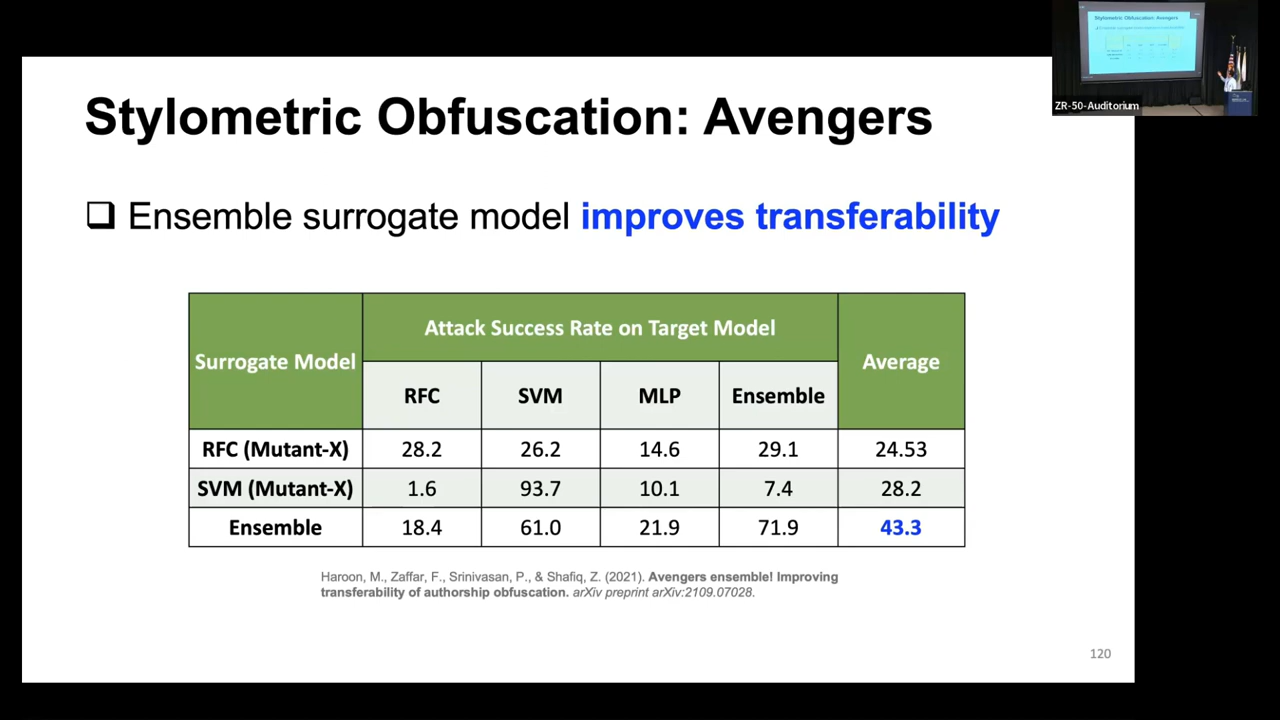 Stylometric Obfuscation: Avengers
ZR-50-Auditorium
Stylometric Obfuscation: Avengers
❑ Ensemble surrogate model improves transferability
Surrogate Model
Attack Success Rate on Target Model
Average
RFC SVM MLP Ensemble
RFC (Mutant-X) 28.2 26.2 14.6 29.1 24.53
SVM (Mutant-X) 1.6 93.7 10.1 7.4 28.2
Ensemble 18.4 61.0 21.9 71.9 43.3
Haroon, M., Zaffar, F., Srinivasan, P., & Shafiq, Z. (2021). Avengers ensemble! Improving
transferability of authorship obfuscation. arXiv preprint arXiv:2109.07028.
120